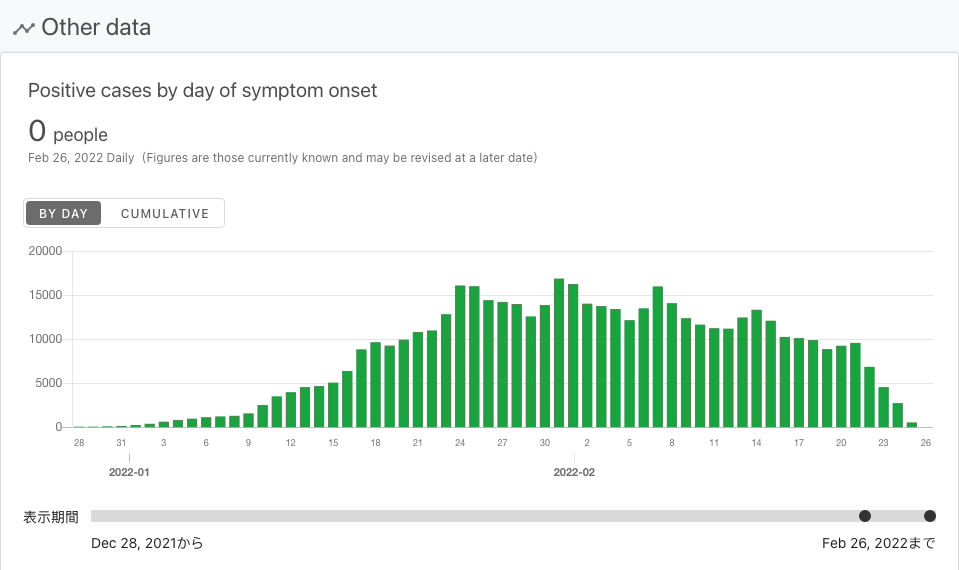 Other data
Positive cases by day of symptom onset
0 people
Feb 26, 2022 Daily (Figures are those currently known and may be revised at a later date)
BY DAY CUMULATIVE
20000
15000
10000
5000
0
28 31 3 6 9 12 15 18 21 24 27 30 2 5 8 11 14 17 20 23 26
2022-01 2022-02
表示期間
Dec 28, 2021から Feb 26, 2022まで